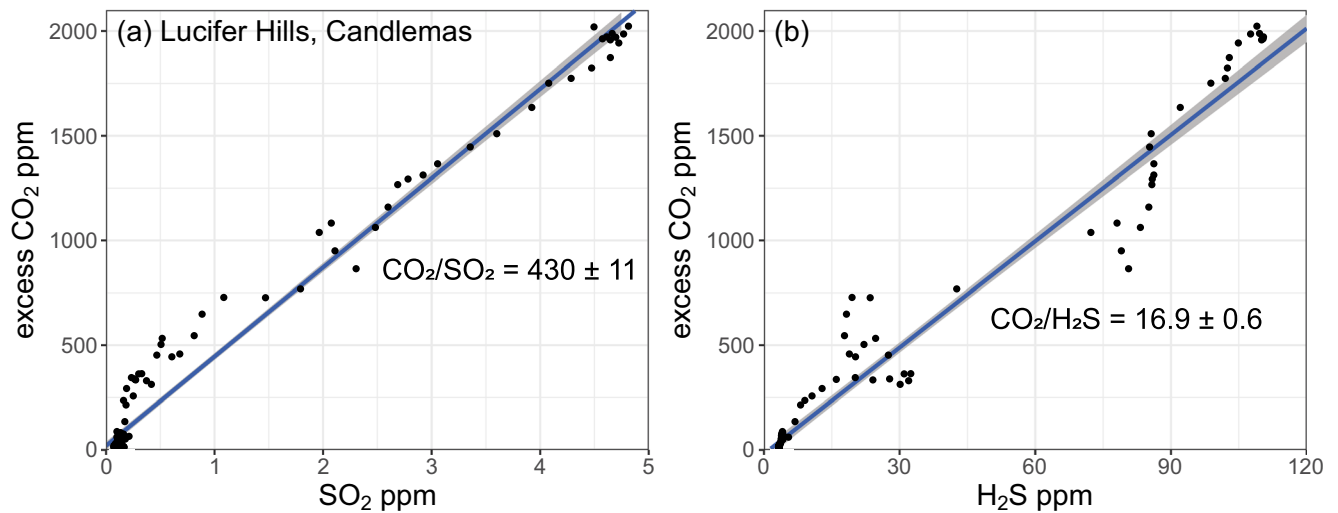 (a) Lucifer Hills, Candlemas
excess CO₂ ppm
2000
1500
1000
500
0
CO₂/SO₂ = 430 ± 11
0 1 2 3 4 5
SO₂ ppm
(b)
excess CO₂ ppm
2000
1500
1000
500
0
CO₂/H₂S = 16.9 ± 0.6
0 30 60 90 120
H₂S ppm